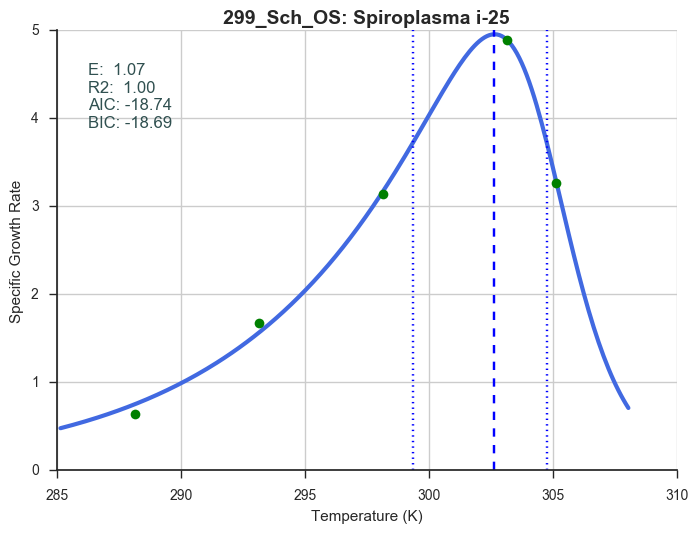 299_Sch_OS: Spiroplasma i-25
E:  1.07
R2:  1.00
AIC: -18.74
BIC: -18.69
Specific Growth Rate
5
4
3
2
1
0
285 290 295 300 305 310
Temperature (K)